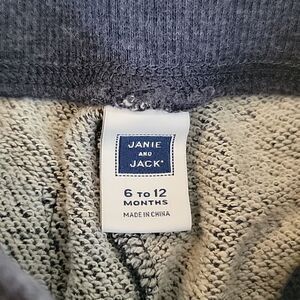 JANIE
AND
JACK®
6 TO 12
MONTHS
MADE IN CHINA